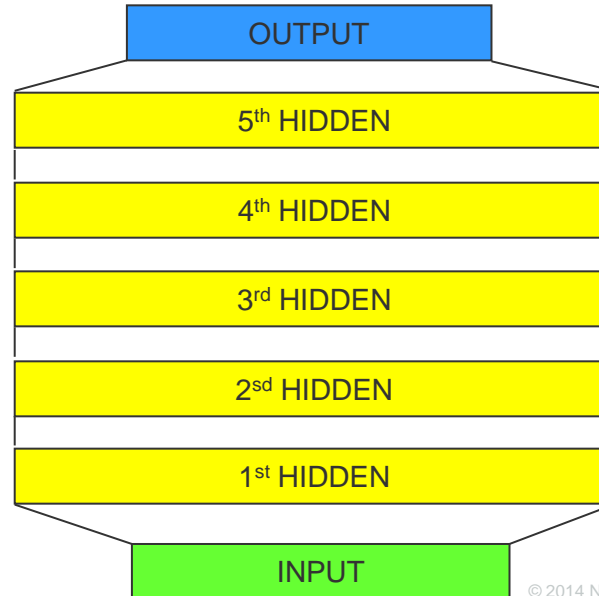 OUTPUT
5th HIDDEN
4th HIDDEN
3rd HIDDEN
2sd HIDDEN
1st HIDDEN
INPUT
© 2014 N